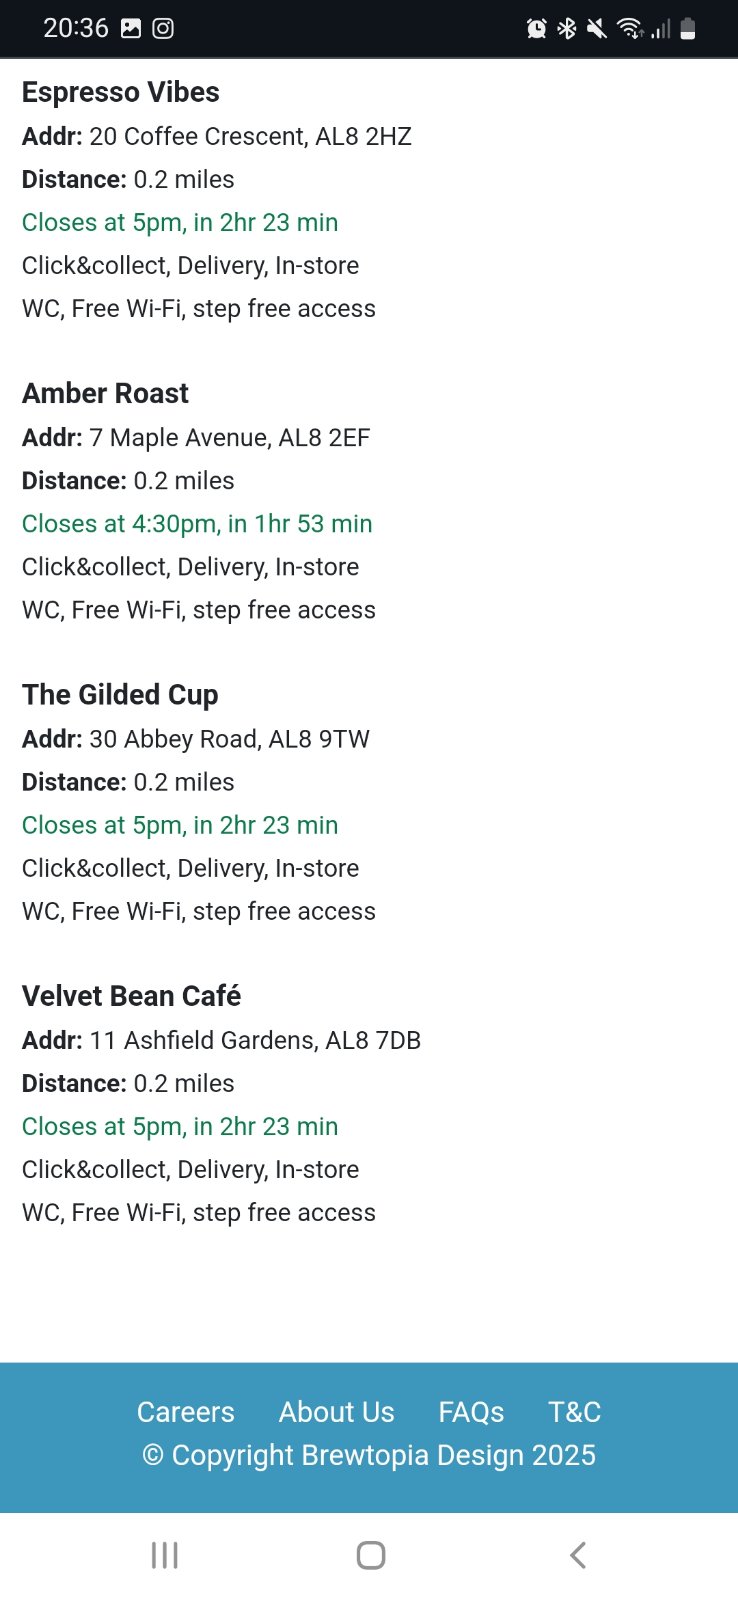 20:36
Espresso Vibes
Addr: 20 Coffee Crescent, AL8 2HZ
Distance: 0.2 miles
Closes at 5pm, in 2hr 23 min
Click&collect, Delivery, In-store
WC, Free Wi-Fi, step free access
Amber Roast
Addr: 7 Maple Avenue, AL8 2EF
Distance: 0.2 miles
Closes at 4:30pm, in 1hr 53 min
Click&collect, Delivery, In-store
WC, Free Wi-Fi, step free access
The Gilded Cup
Addr: 30 Abbey Road, AL8 9TW
Distance: 0.2 miles
Closes at 5pm, in 2hr 23 min
Click&collect, Delivery, In-store
WC, Free Wi-Fi, step free access
Velvet Bean Café
Addr: 11 Ashfield Gardens, AL8 7DB
Distance: 0.2 miles
Closes at 5pm, in 2hr 23 min
Click&collect, Delivery, In-store
WC, Free Wi-Fi, step free access
Careers About Us FAQs T&C
© Copyright Brewtopia Design 2025